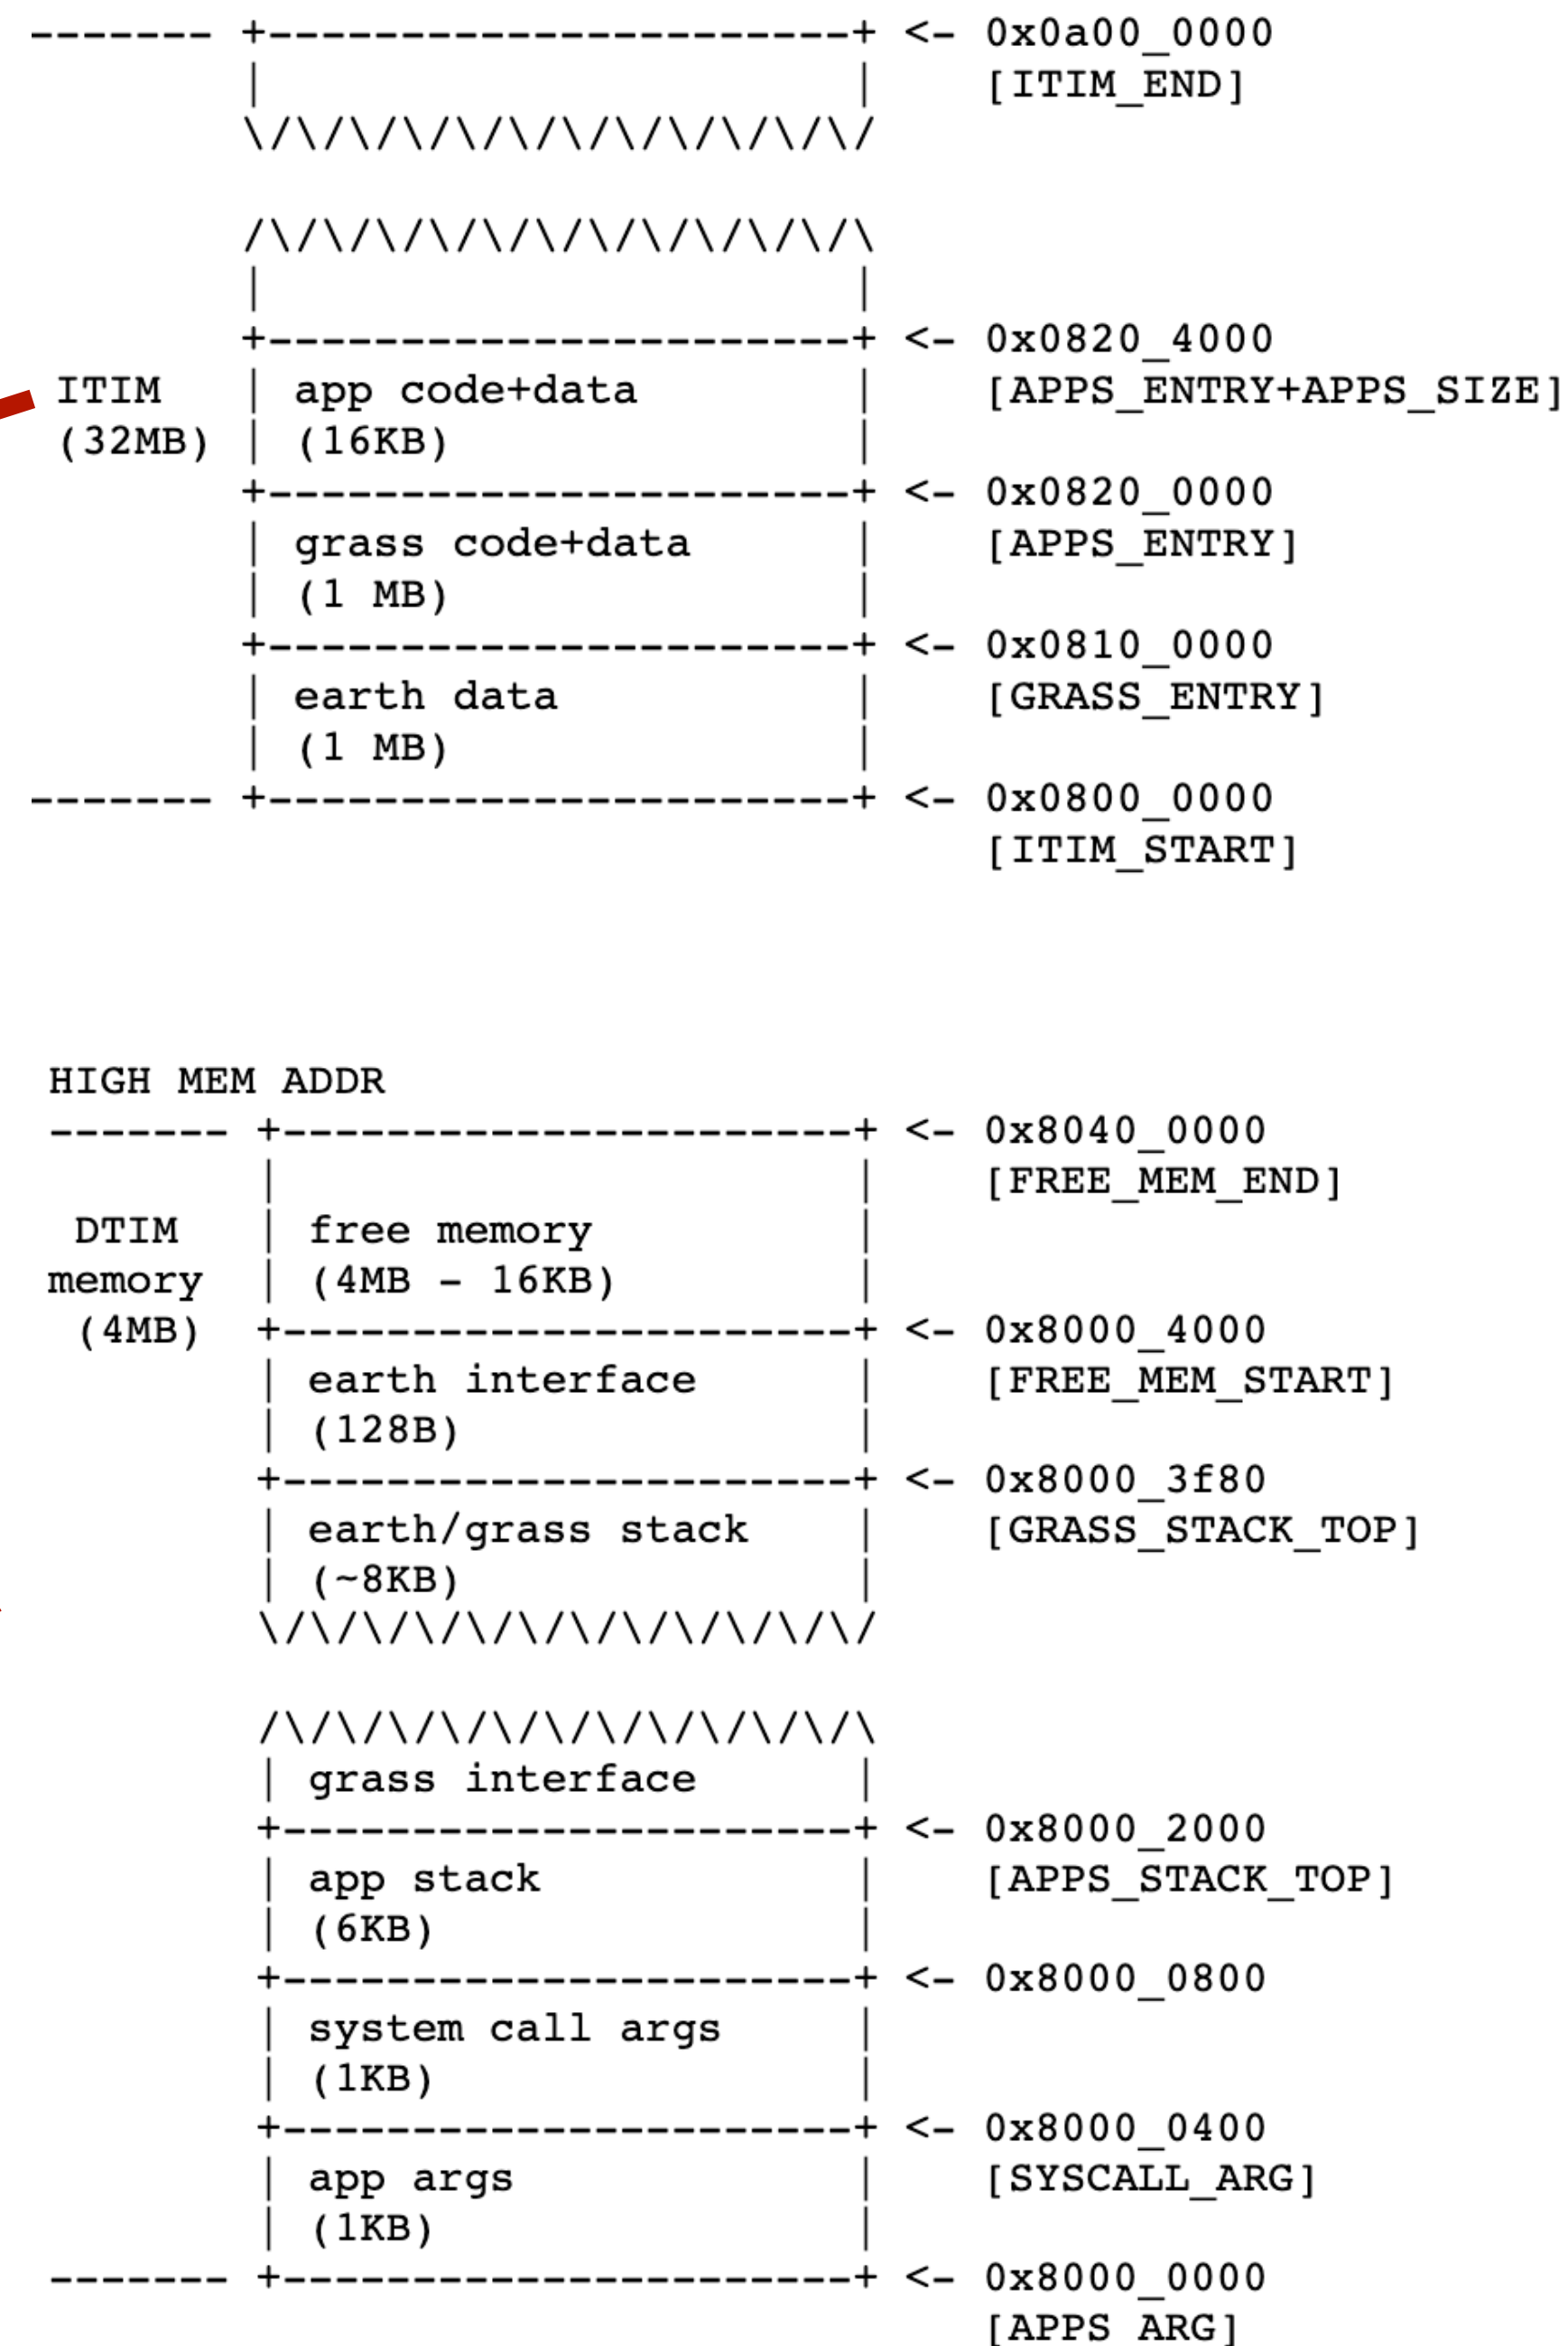 ------- +----------------------+ <- 0x0a00_0000
| | [ITIM_END]
\/\/\/\/\/\/\/\/\/\/\/\/

/\/\/\/\/\/\/\/\/\/\/\/\
| |
+----------------------+ <- 0x0820_4000
ITIM | app code+data | [APPS_ENTRY+APPS_SIZE]
(32MB) | (16KB) |
+----------------------+ <- 0x0820_0000
| grass code+data | [APPS_ENTRY]
| (1 MB) |
+----------------------+ <- 0x0810_0000
| earth data | [GRASS_ENTRY]
| (1 MB) |
------- +----------------------+ <- 0x0800_0000
[ITIM_START]

HIGH MEM ADDR
------- +----------------------+ <- 0x8040_0000
| | [FREE_MEM_END]
DTIM | free memory |
memory | (4MB - 16KB) |
(4MB) +----------------------+ <- 0x8000_4000
| earth interface | [FREE_MEM_START]
| (128B) |
+----------------------+ <- 0x8000_3f80
| earth/grass stack | [GRASS_STACK_TOP]
| (~8KB) |
\/\/\/\/\/\/\/\/\/\/\/\/

/\/\/\/\/\/\/\/\/\/\/\/\
| grass interface |
+----------------------+ <- 0x8000_2000
| app stack | [APPS_STACK_TOP]
| (6KB) |
+----------------------+ <- 0x8000_0800
| system call args |
| (1KB) |
+----------------------+ <- 0x8000_0400
| app args | [SYSCALL_ARG]
| (1KB) |
------- +----------------------+ <- 0x8000_0000
[APPS_ARG]